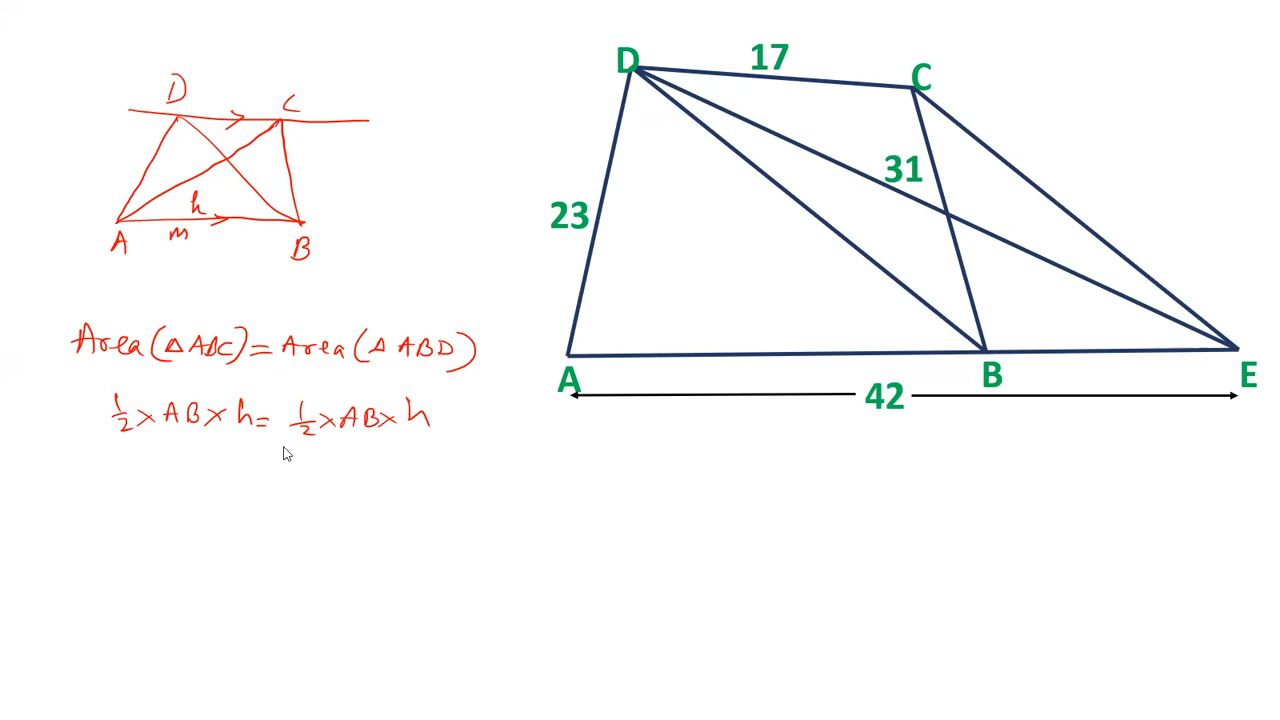 D C
h
A m B
Area (△ ABC) = Area (△ ABD)
1/2 × AB × h = 1/2 × AB × h
D 17 C
31
23
A B E
42